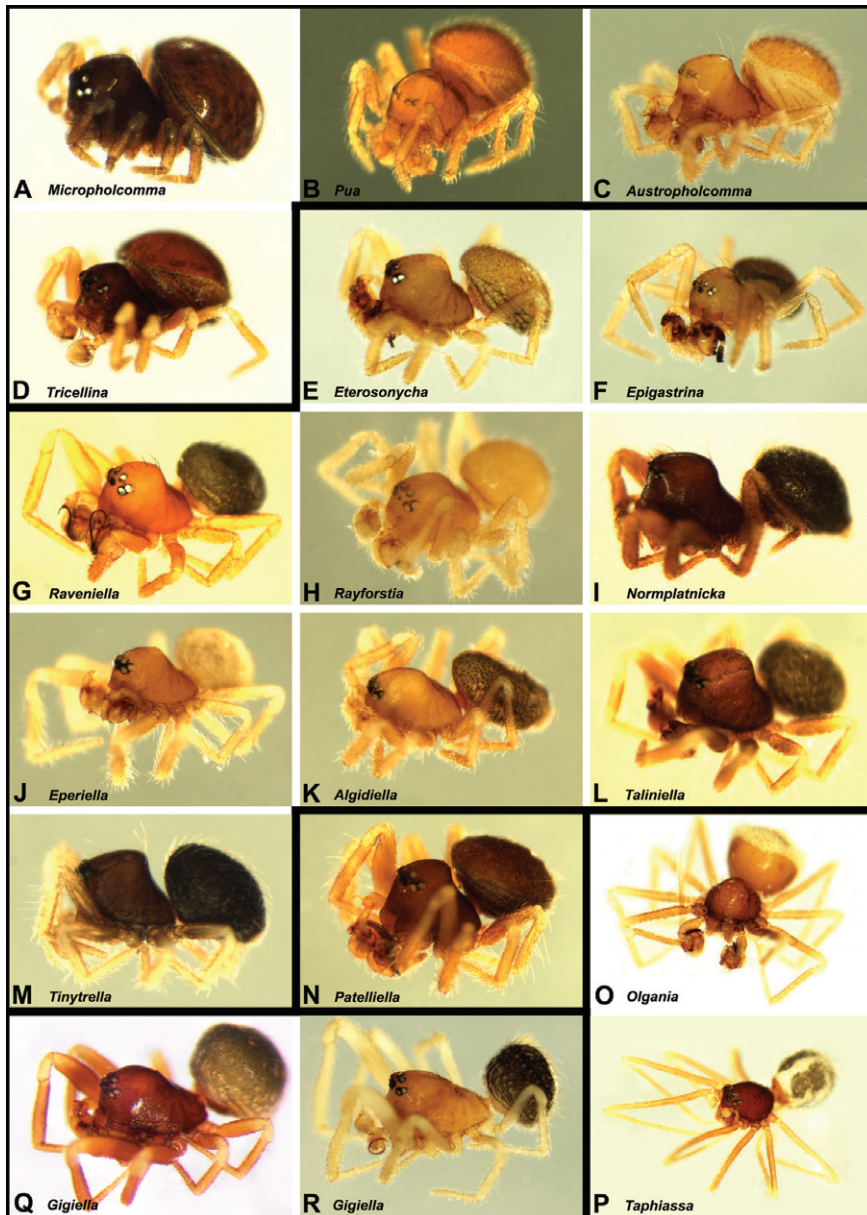 A Micropholcomma
B Pua
C Austropholcomma
D Tricellina
E Eterosonycha
F Epigastrina
G Raveniella
H Rayforstia
I Normplatnicka
J Eperiella
K Algidiella
L Taliniella
M Tinytrella
N Patelliella
O Olgania
Q Gigiella
R Gigiella
P Taphiassa